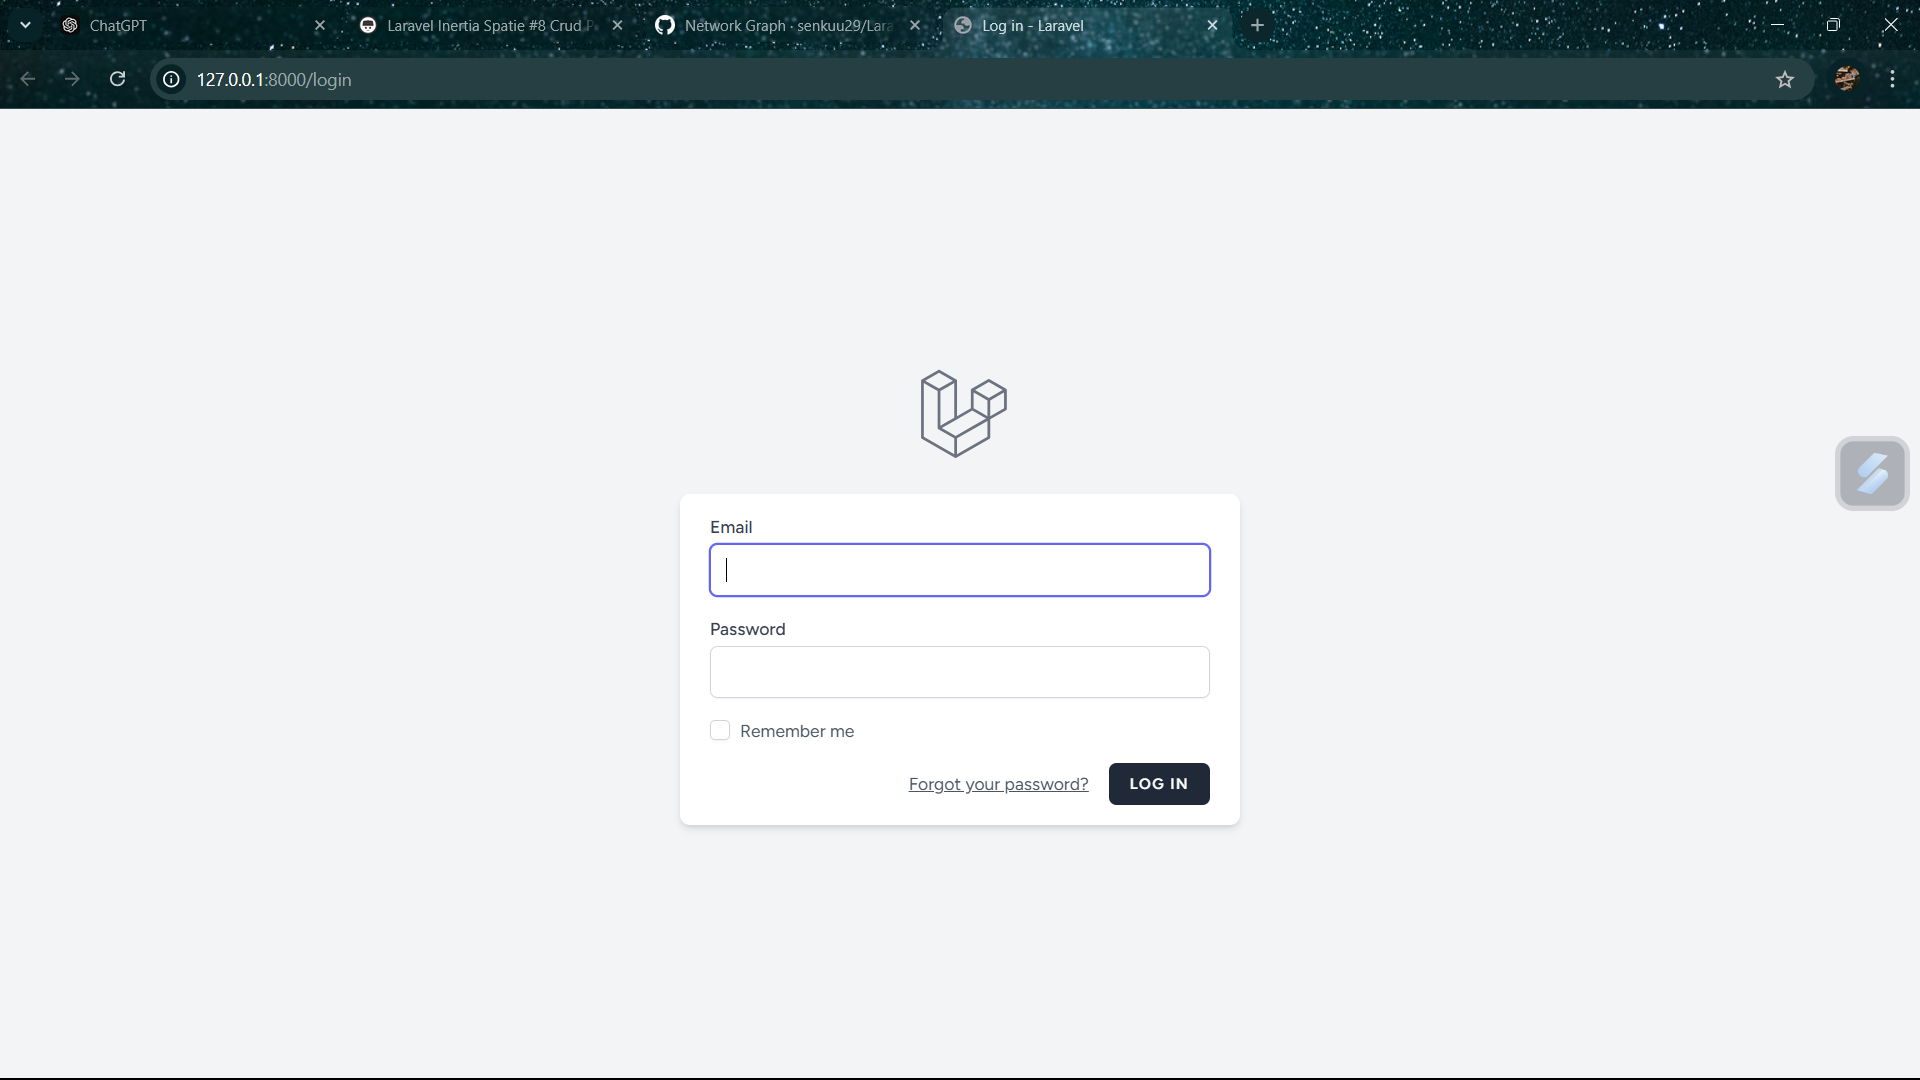 ChatGPT
Laravel Inertia Spatie #8 Crud P
Network Graph · senkuu29/Lara
Log in - Laravel
127.0.0.1:8000/login
Email
Password
Remember me
Forgot your password?
LOG IN